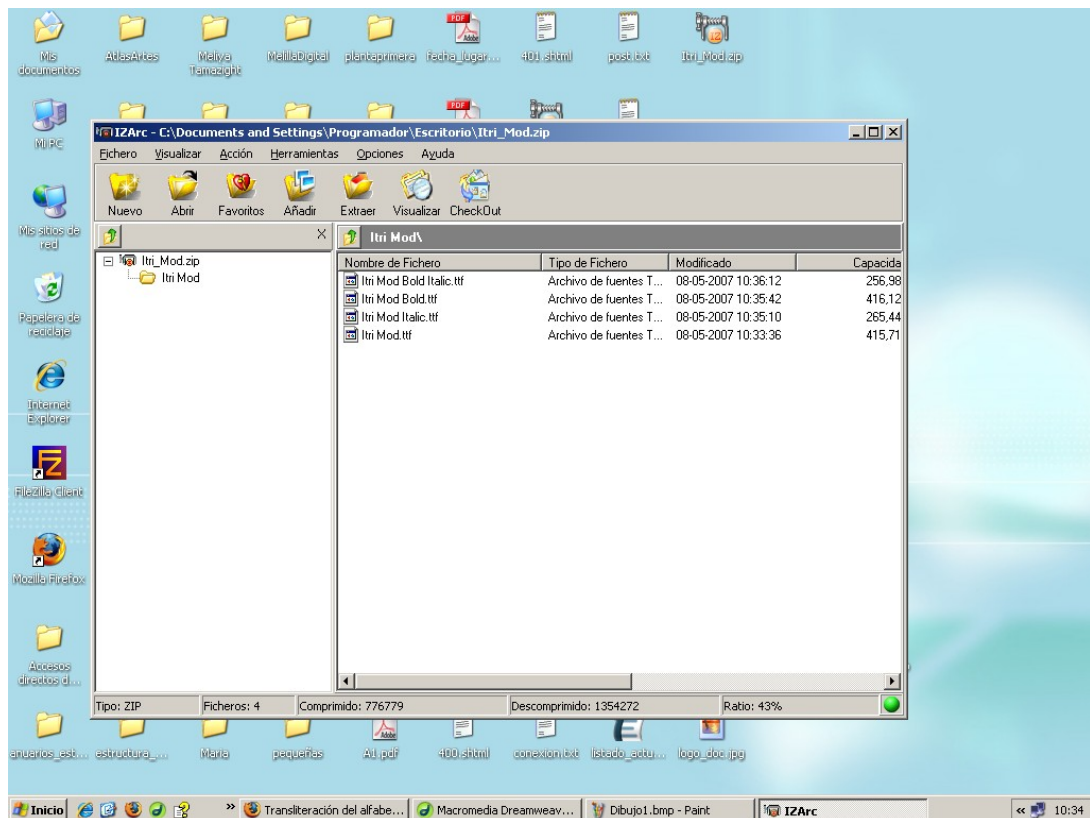 Mis documentos
AtlasArtes
Meliya Tamazight
MelillaDigital
plantaprimera
fecha_lugar...
401.shtml
post.txt
Itri_Mod.zip
Mi PC
Mis sitios de red
Papelera de reciclaje
Internet Explorer
FileZilla Client
Mozilla Firefox
Accesos directos d...
IZArc - C:\Documents and Settings\Programador\Escritorio\Itri_Mod.zip
Fichero Visualizar Acción Herramientas Opciones Ayuda
Nuevo Abrir Favoritos Añadir Extraer Visualizar CheckOut
Itri Mod\
Itri_Mod.zip
Itri Mod
Nombre de Fichero Tipo de Fichero Modificado Capacida
Itri Mod Bold Italic.ttf Archivo de fuentes T... 08-05-2007 10:36:12 256,98
Itri Mod Bold.ttf Archivo de fuentes T... 08-05-2007 10:35:42 416,12
Itri Mod Italic.ttf Archivo de fuentes T... 08-05-2007 10:35:10 265,44
Itri Mod.ttf Archivo de fuentes T... 08-05-2007 10:33:36 415,71
Tipo: ZIP Ficheros: 4 Comprimido: 776779 Descomprimido: 1354272 Ratio: 43%
anuarios_est... estructura_... Maria pequeñas A1.pdf 400.shtml conexion.txt listado_actu... logo_doc.jpg
Inicio » Transliteración del alfabe... Macromedia Dreamweav... Dibujo1.bmp - Paint IZArc « 10:34